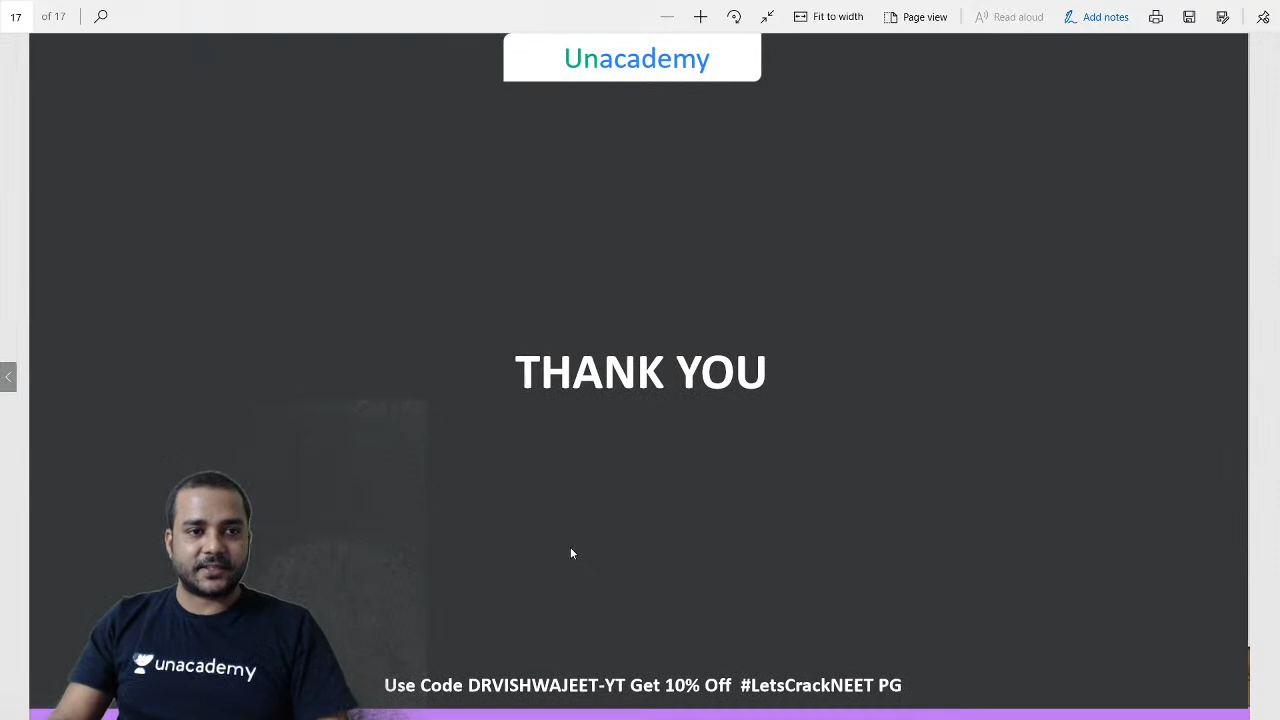 17 of 17 Fit to width Page view Read aloud Add notes
Unacademy
THANK YOU
unacademy
Use Code DRVISHWAJEET-YT Get 10% Off #LetsCrackNEET PG